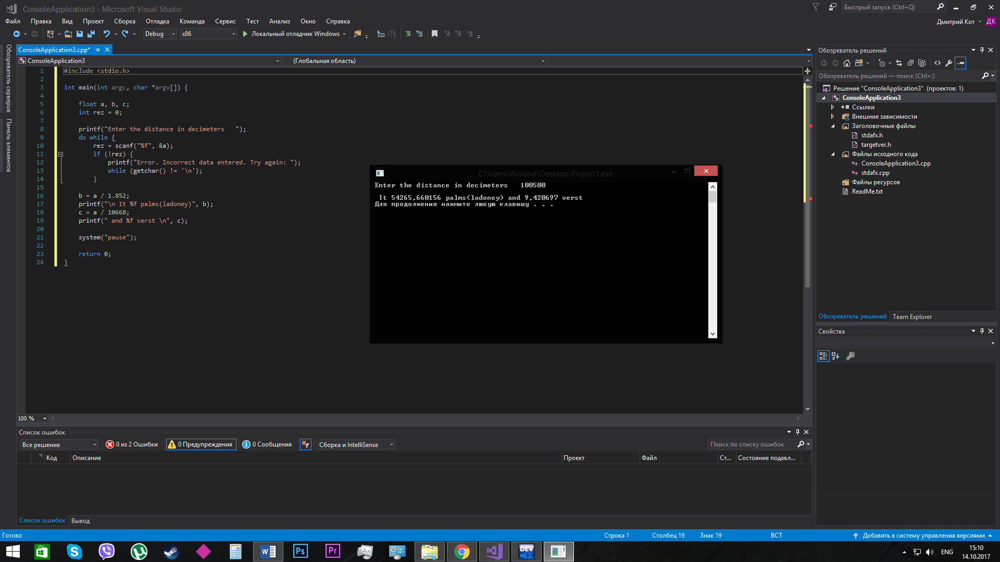 ConsoleApplication3 - Microsoft Visual Studio
Быстрый запуск (Ctrl+Q)
Файл Правка Вид Проект Сборка Отладка Команда Сервис Тест Анализ Окно Справка
Дмитрий Кот ДК
Debug x86 Локальный отладчик Windows
Обозреватель серверов
Панель элементов
ConsoleApplication3.cpp*
ConsoleApplication3 (Глобальная область)
1 #include <stdio.h>
2
3 int main(int argc, char *argv[]) {
4
5 float a, b, c;
6 int rez = 0;
7
8 printf("Enter the distance in decimeters   ");
9 do while {
10 rez = scanf("%f", &a);
11 if (!rez) {
12 printf("Error. Incorrect data entered. Try again: ");
13 while (getchar() != '\n');
14 }
15
16 b = a / 1.852;
17 printf("\n It %f palms(ladoney)", b);
18 c = a / 10668;
19 printf(" and %f verst \n", c);
20
21 system("pause");
22
23 return 0;
24 }
C:\Users\Woland\Desktop\Project1.exe
Enter the distance in decimeters   100500
It 54265,660156 palms(ladoney) and 9,420697 verst
Для продолжения нажмите любую клавишу . . .
100 %
Обозреватель решений
Обозреватель решений — поиск (Ctrl+;)
Решение "ConsoleApplication3" (проектов: 1)
ConsoleApplication3
Ссылки
Внешние зависимости
Заголовочные файлы
stdafx.h
targetver.h
Файлы исходного кода
ConsoleApplication3.cpp
stdafx.cpp
Файлы ресурсов
ReadMe.txt
Обозреватель решений Team Explorer
Свойства
Список ошибок
Все решение 0 из 2 Ошибки 0 Предупреждения 0 Сообщения Сборка и IntelliSense Поиск по списку ошибок
Код Описание Проект Файл Ст... Состояние подавл...
Список ошибок Вывод
Готово Строка 1 Столбец 19 Знак 19 ВСТ Добавить в систему управления версиями
W Ps Pr DEV C++
ENG
15:10
14.10.2017